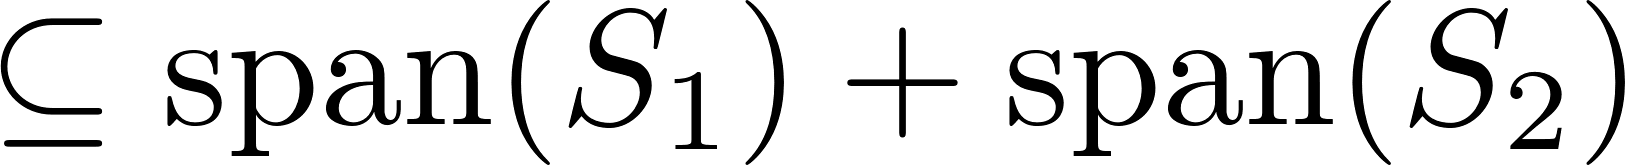 ⊆ span(S₁) + span(S₂)